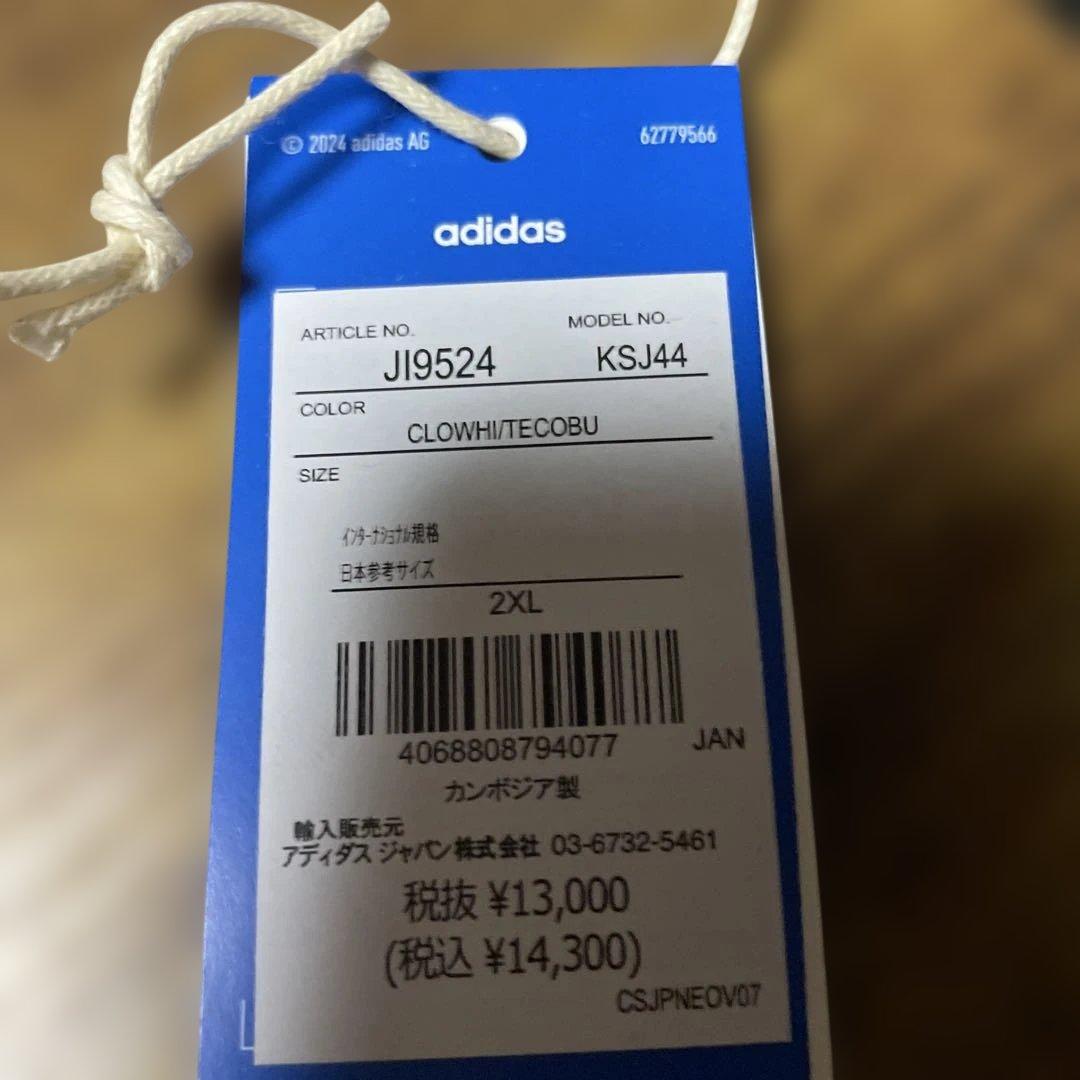 © 2024 adidas AG 62779566
adidas
ARTICLE NO. MODEL NO.
JI9524 KSJ44
COLOR
CLOWHI/TECOBU
SIZE
インターナショナル規格
日本参考サイズ
2XL
4068808794077 JAN
カンボジア製
輸入販売元
アディダス ジャパン株式会社 03-6732-5461
税抜 ¥13,000
(税込 ¥14,300)
CSJPNEOV07